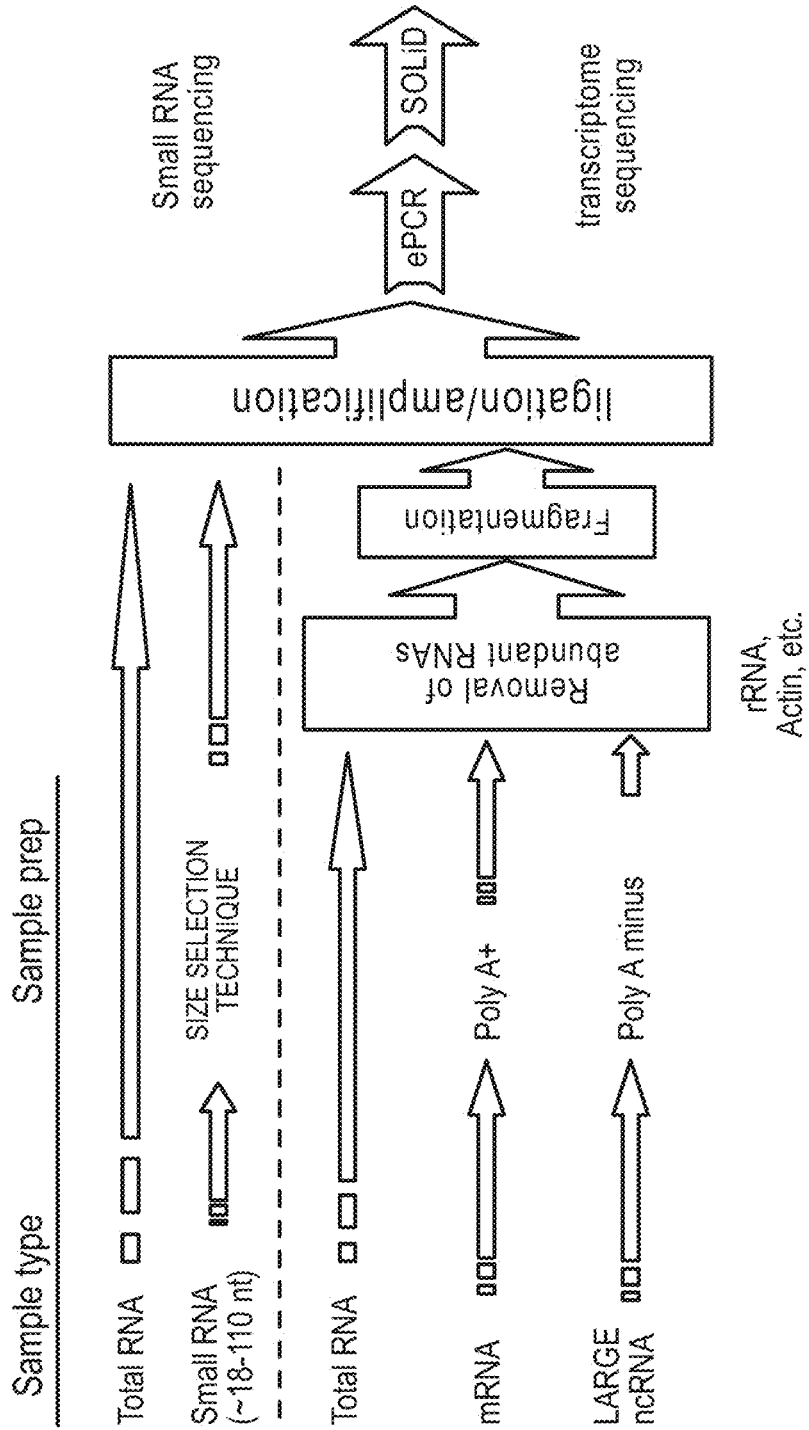 Sample type
Sample prep
Total RNA
Small RNA
(~18-110 nt)
SIZE SELECTION
TECHNIQUE
Total RNA
mRNA
Poly A+
LARGE
ncRNA
Poly A minus
Removal of
abundant RNAs
rRNA,
Actin, etc.
Fragmentation
ligation/amplification
ePCR
SOLiD
Small RNA
sequencing
transcriptome
sequencing